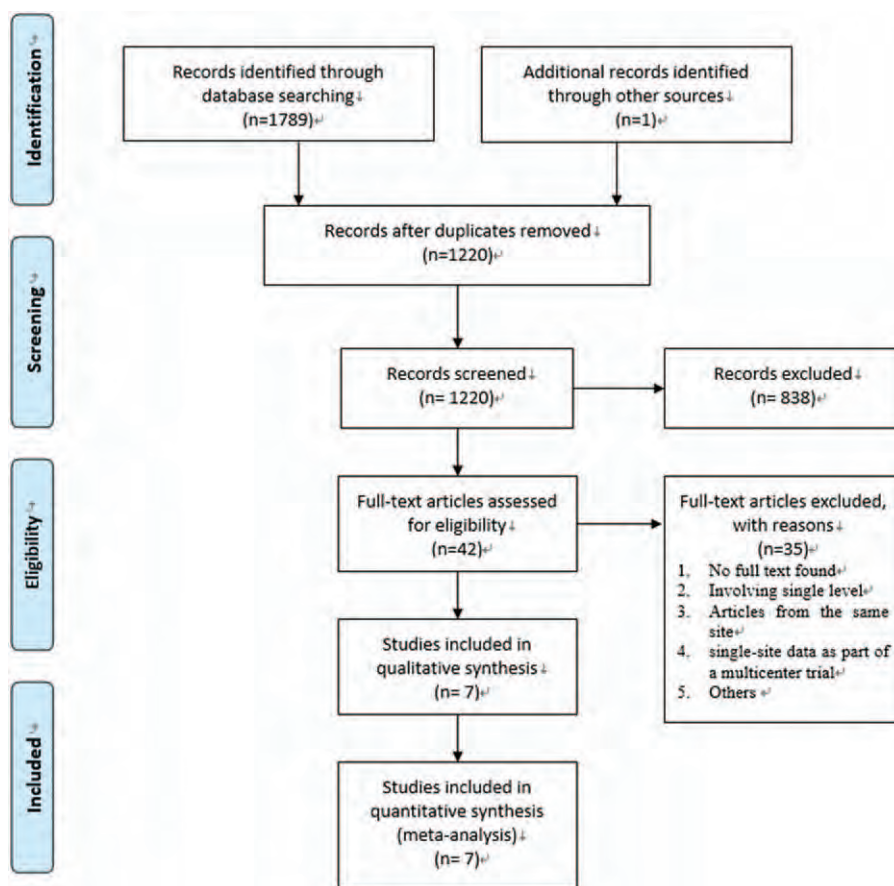 Identification
Records identified through
database searching↓
(n=1789)↵
Additional records identified
through other sources↓
(n=1)↵
Records after duplicates removed↓
(n=1220)↵
Screening
Records screened↓
(n= 1220)↵
Records excluded↓
(n= 838)↵
Eligibility
Full-text articles assessed
for eligibility↓
(n=42)↵
Full-text articles excluded,
with reasons↓
(n=35)↵
1. No full text found↵
2. Involving single level↵
3. Articles from the same
site↵
4. single-site data as part of
a multicenter trial↵
5. Others ↵
Studies included in
qualitative synthesis↓
(n= 7)↵
Included
Studies included in
quantitative synthesis
(meta-analysis)↓
(n= 7)↵